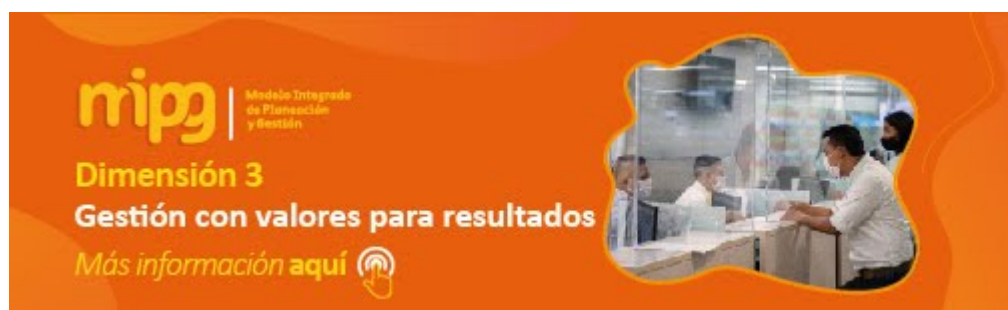 mipg
Modelo Integrado
de Planeación
y Gestión
Dimensión 3
Gestión con valores para resultados
Más información aquí